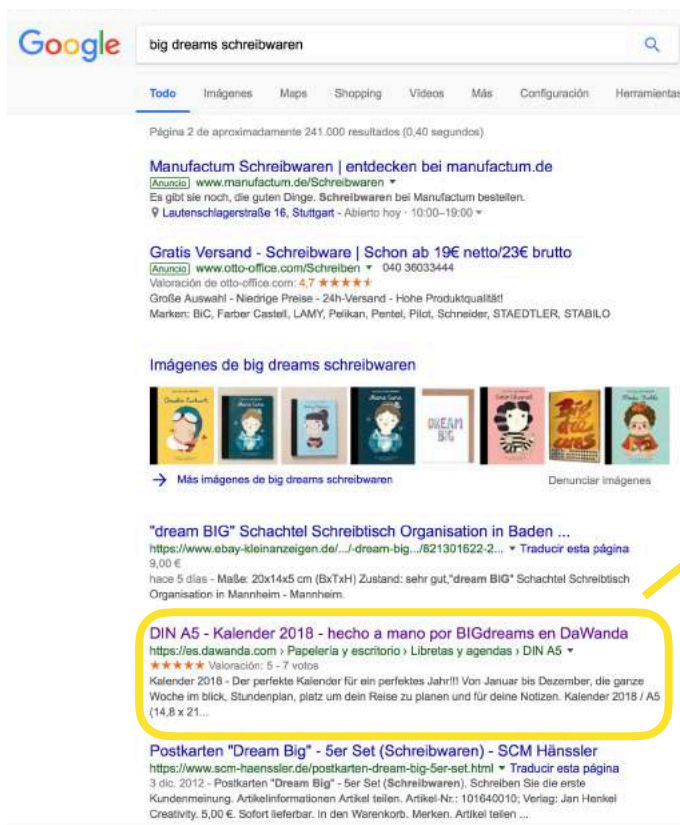 Google
big dreams schreibwaren
Todo Imágenes Maps Shopping Vídeos Más Configuración Herramientas
Página 2 de aproximadamente 241.000 resultados (0,40 segundos)
Manufactum Schreibwaren | entdecken bei manufactum.de
Anuncio www.manufactum.de/Schreibwaren
Es gibt sie noch, die guten Dinge. Schreibwaren bei Manufactum bestellen.
Lautenschlagerstraße 16, Stuttgart - Abierto hoy · 10:00–19:00
Gratis Versand - Schreibware | Schon ab 19€ netto/23€ brutto
Anuncio www.otto-office.com/Schreiben 040 36033444
Valoración de otto-office.com: 4,7 ★★★★★
Große Auswahl - Niedrige Preise - 24h-Versand - Hohe Produktqualität!
Marken: BiC, Farber Castell, LAMY, Pelikan, Pentel, Pilot, Schneider, STAEDTLER, STABILO
Imágenes de big dreams schreibwaren
DREAM
BIG
Big
dreams
→ Más imágenes de big dreams schreibwaren Denunciar imágenes
"dream BIG" Schachtel Schreibtisch Organisation in Baden ...
https://www.ebay-kleinanzeigen.de/.../-dream-big.../821301622-2... Traducir esta página
9,00 €
hace 5 días - Maße: 20x14x5 cm (BxTxH) Zustand: sehr gut,"dream BIG" Schachtel Schreibtisch
Organisation in Mannheim - Mannheim.
DIN A5 - Kalender 2018 - hecho a mano por BIGdreams en DaWanda
https://es.dawanda.com › Papelería y escritorio › Libretas y agendas › DIN A5
★★★★★ Valoración: 5 - 7 votos
Kalender 2018 - Der perfekte Kalender für ein perfektes Jahr!!! Von Januar bis Dezember, die ganze
Woche im blick, Stundenplan, platz um dein Reise zu planen und für deine Notizen. Kalender 2018 / A5
(14,8 x 21...
Postkarten "Dream Big" - 5er Set (Schreibwaren) - SCM Hänssler
https://www.scm-haenssler.de/postkarten-dream-big-5er-set.html Traducir esta página
3 dic. 2012 - Postkarten "Dream Big" - 5er Set (Schreibwaren). Schreiben Sie die erste
Kundenmeinung. Artikelinformationen Artikel teilen. Artikel-Nr.: 101640010; Verlag: Jan Henkel
Creativity. 5,00 €. Sofort lieferbar. In den Warenkorb. Merken. Artikel teilen ...